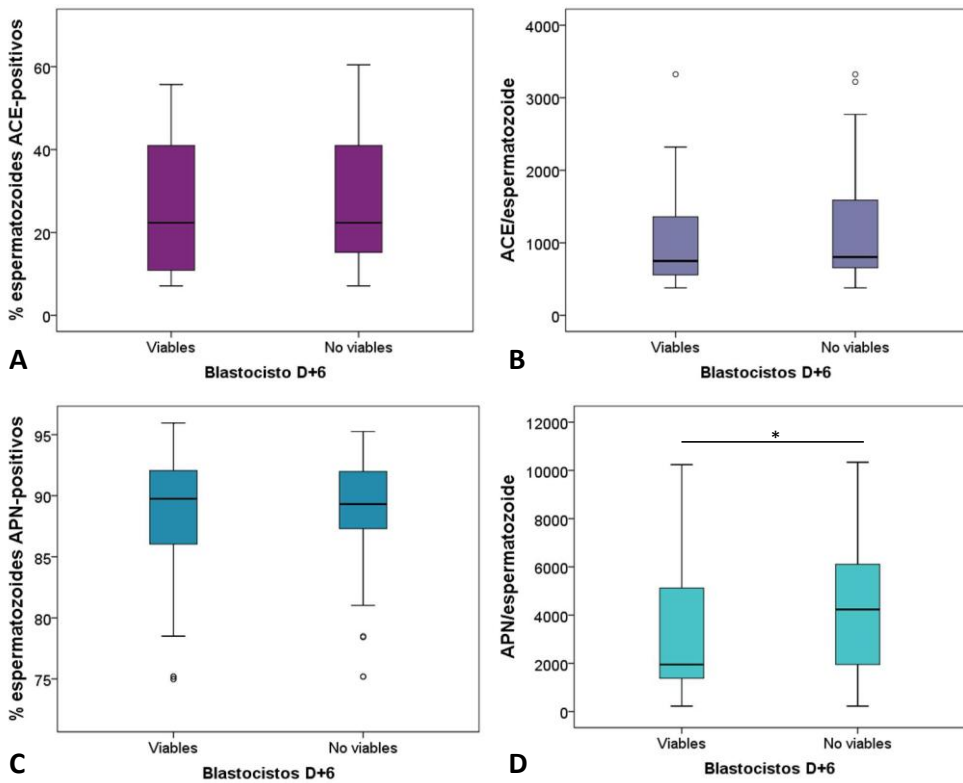 % espermatozoides ACE-positivos
60
40
20
0
Viables
No viables
Blastocisto D+6
A
ACE/espermatozoide
4000
3000
2000
1000
0
Viables
No viables
Blastocistos D+6
B
% espermatozoides APN-positivos
95
90
85
80
75
Viables
No viables
Blastocistos D+6
C
APN/espermatozoide
12000
10000
8000
6000
4000
2000
0
*
Viables
No viables
Blastocistos D+6
D